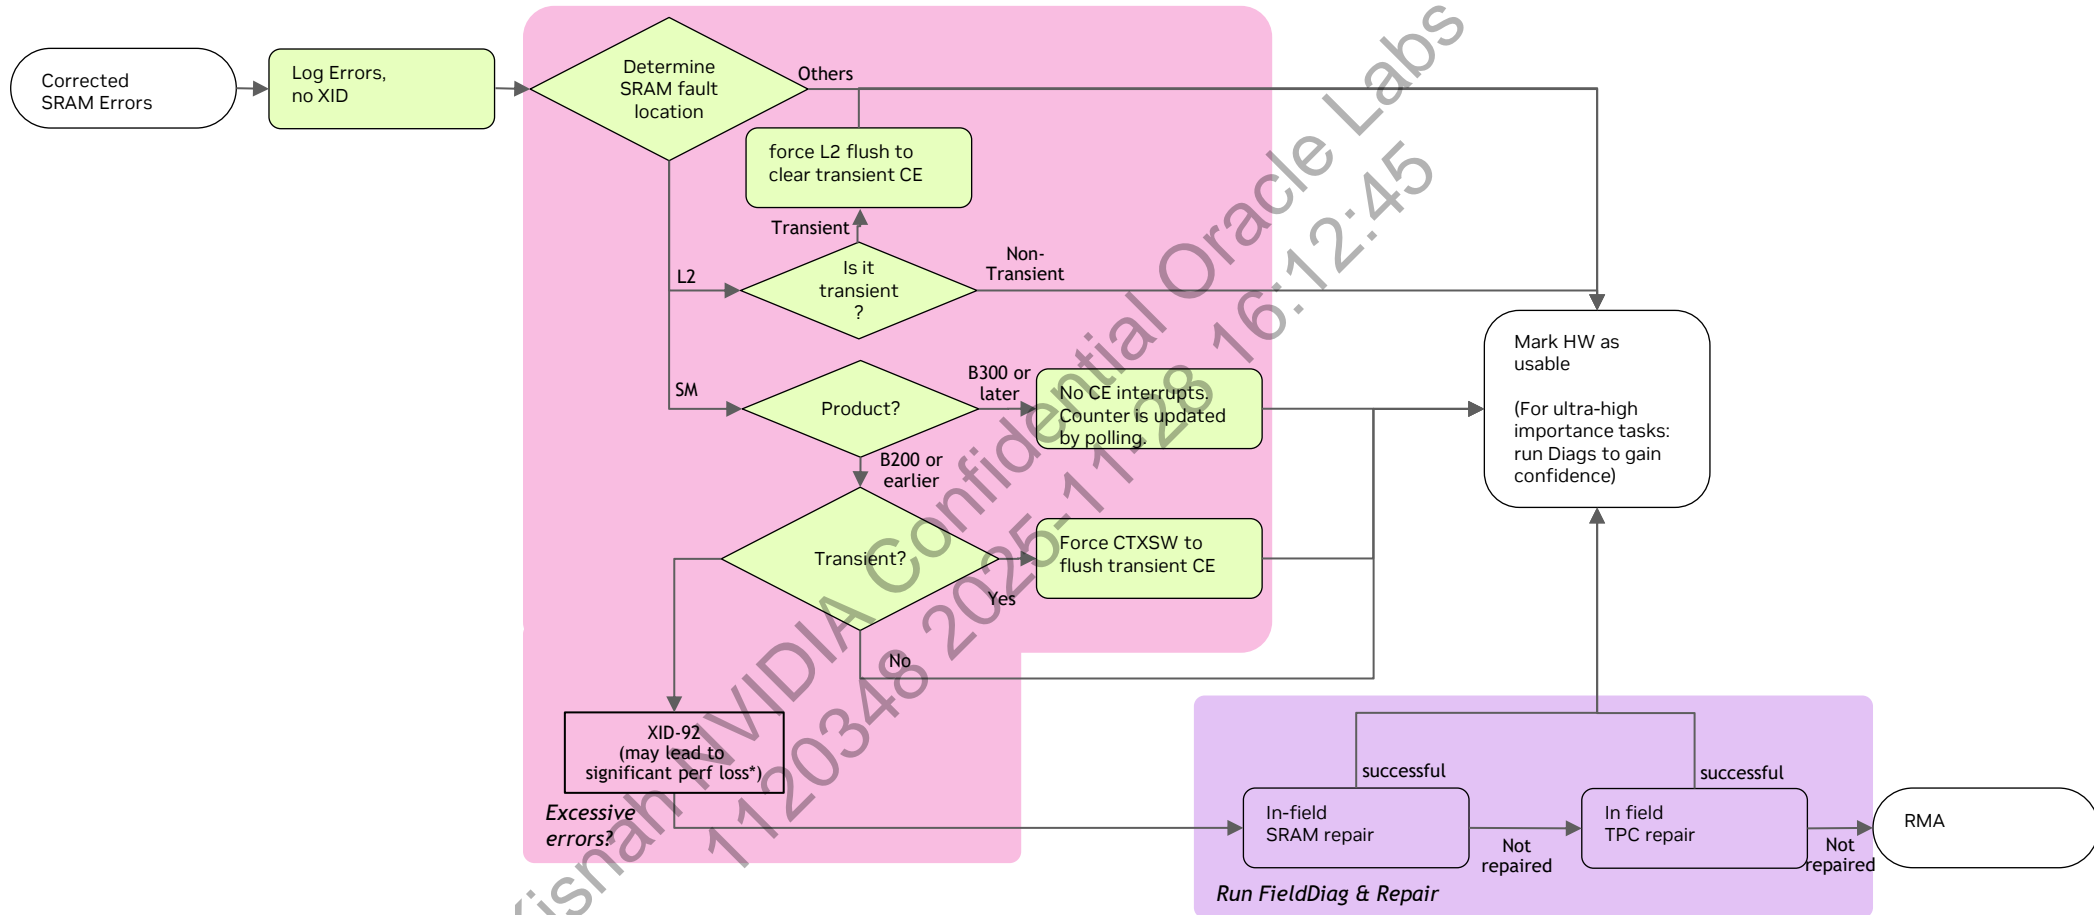 Corrected
SRAM Errors
Log Errors,
no XID
Determine
SRAM fault
location
Others
force L2 flush to
clear transient CE
Transient
L2
Is it
transient
?
Non-
Transient
SM
Product?
B300 or
later
No CE interrupts.
Counter is updated
by polling.
B200 or
earlier
Transient?
Yes
Force CTXSW to
flush transient CE
No
Mark HW as
usable
(For ultra-high
importance tasks:
run Diags to gain
confidence)
XID-92
(may lead to
significant perf loss*)
Excessive
errors?
successful
successful
In-field
SRAM repair
Not
repaired
In field
TPC repair
Not
repaired
RMA
Run FieldDiag & Repair
NVIDIA Confidential Oracle Labs
1120348 2025-11-28 16:12:45